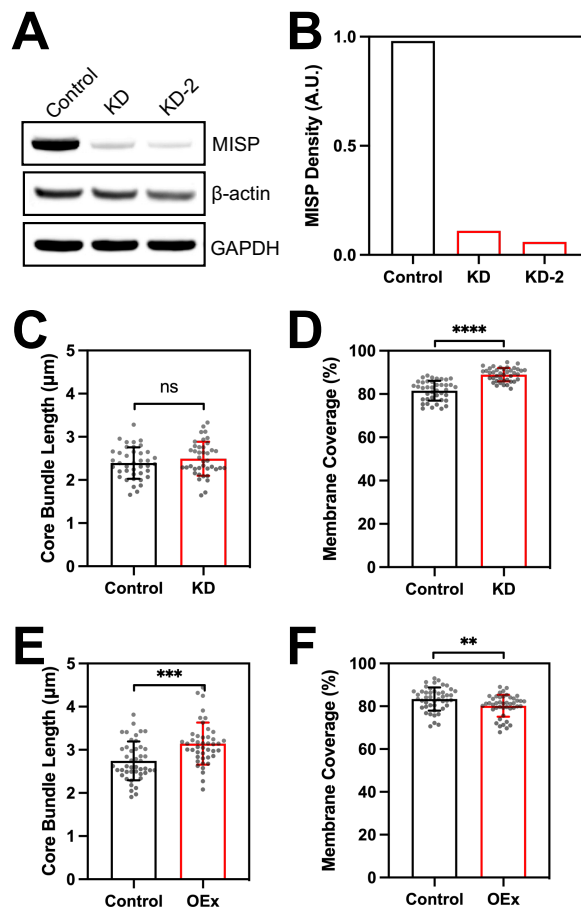 A
Control
KD
KD-2
MISP
β-actin
GAPDH
B
MISP Density (A.U.)
1.0
0.5
0.0
Control
KD
KD-2
C
Core Bundle Length (µm)
5
4
3
2
1
0
ns
Control
KD
D
Membrane Coverage (%)
100
80
60
40
20
0
****
Control
KD
E
Core Bundle Length (µm)
5
4
3
2
1
0
***
Control
OEx
F
Membrane Coverage (%)
100
80
60
40
20
0
**
Control
OEx